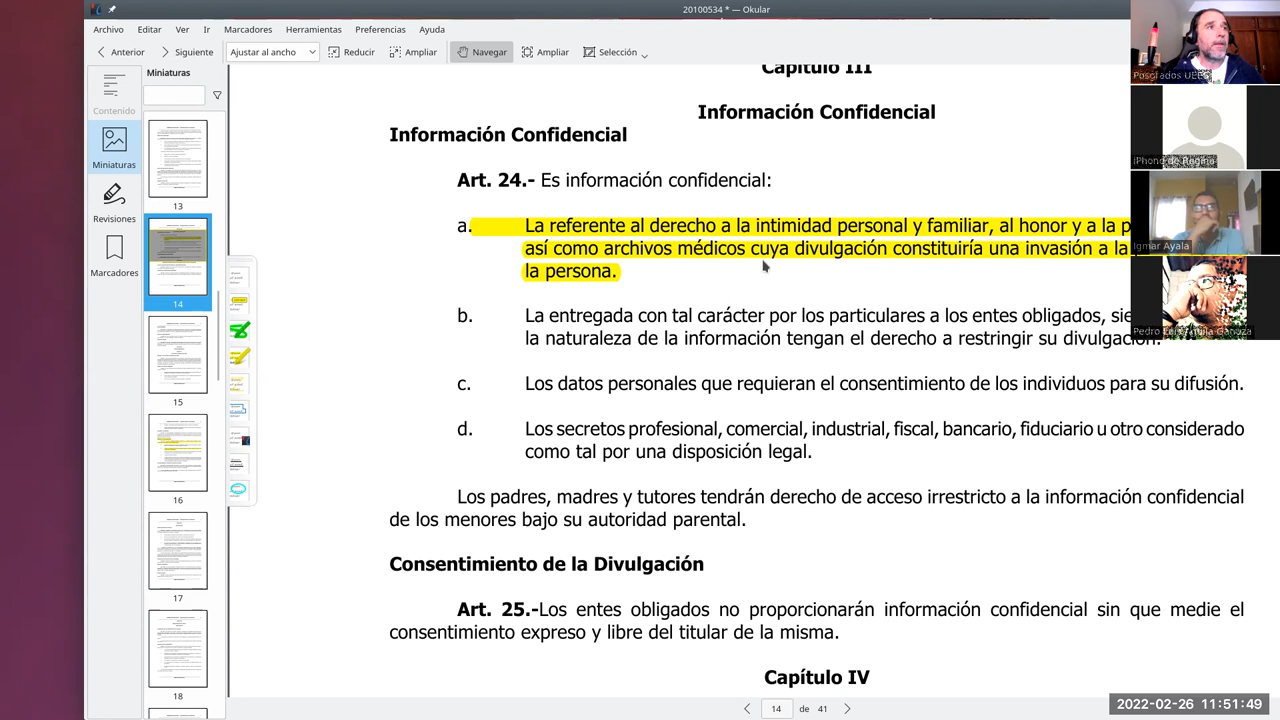 20100534 * — Okular
Archivo Editar Ver Ir Marcadores Herramientas Preferencias Ayuda
Anterior Siguiente Ajustar al ancho Reducir Ampliar Navegar Ampliar Selección
Contenido
Miniaturas
Revisiones
Marcadores
Miniaturas
13
14
15
16
17
18
Capítulo III
Información Confidencial
Información Confidencial
Art. 24.- Es información confidencial:
a. La referente al derecho a la intimidad personal y familiar, al honor y a la p
así como archivos médicos cuya divulgación constituiría una invasión a la
la persona.
b. La entregada con tal carácter por los particulares a los entes obligados, sie
la naturaleza de la información tengan el derecho a restringir su divulgación.
c. Los datos personales que requieran el consentimiento de los individuos para su difusión.
d. Los secretos profesional, comercial, industrial, fiscal, bancario, fiduciario u otro considerado
como tal por una disposición legal.
Los padres, madres y tutores tendrán derecho de acceso irrestricto a la información confidencial
de los menores bajo su autoridad parental.
Consentimiento de la Divulgación
Art. 25.-Los entes obligados no proporcionarán información confidencial sin que medie el
consentimiento expreso y libre del titular de la misma.
Capítulo IV
14 de 41
Posgrados UEES
iPhone de Regina
Igmar Ayala
2022-02-26 11:51:49